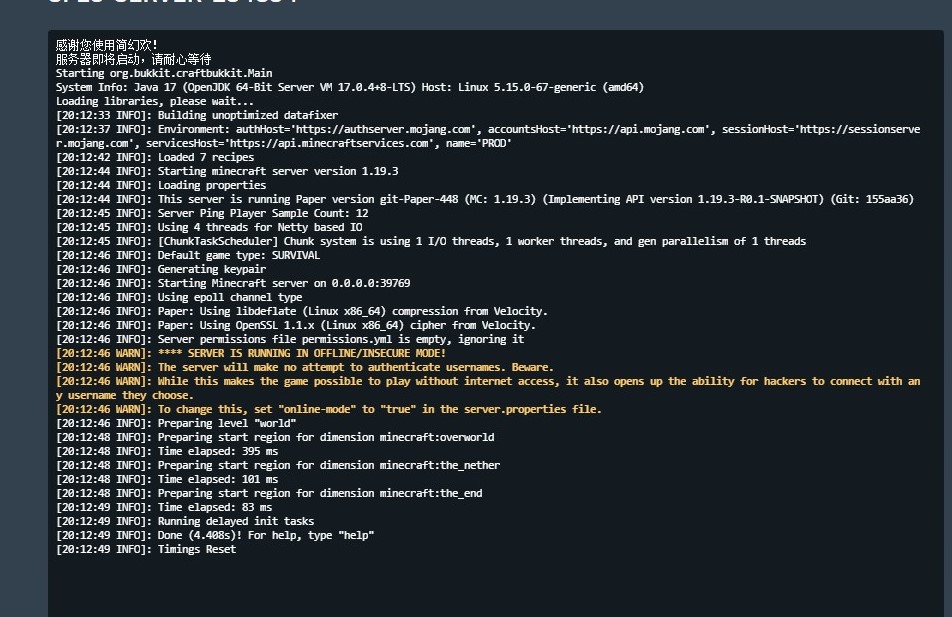 感谢您使用简幻欢!
服务器即将启动，请耐心等待
Starting org.bukkit.craftbukkit.Main
System Info: Java 17 (OpenJDK 64-Bit Server VM 17.0.4+8-LTS) Host: Linux 5.15.0-67-generic (amd64)
Loading libraries, please wait...
[20:12:33 INFO]: Building unoptimized datafixer
[20:12:37 INFO]: Environment: authHost='https://authserver.mojang.com', accountsHost='https://api.mojang.com', sessionHost='https://sessionserve
r.mojang.com', servicesHost='https://api.minecraftservices.com', name='PROD'
[20:12:42 INFO]: Loaded 7 recipes
[20:12:44 INFO]: Starting minecraft server version 1.19.3
[20:12:44 INFO]: Loading properties
[20:12:44 INFO]: This server is running Paper version git-Paper-448 (MC: 1.19.3) (Implementing API version 1.19.3-R0.1-SNAPSHOT) (Git: 155aa36)
[20:12:45 INFO]: Server Ping Player Sample Count: 12
[20:12:45 INFO]: Using 4 threads for Netty based IO
[20:12:45 INFO]: [ChunkTaskScheduler] Chunk system is using 1 I/O threads, 1 worker threads, and gen parallelism of 1 threads
[20:12:46 INFO]: Default game type: SURVIVAL
[20:12:46 INFO]: Generating keypair
[20:12:46 INFO]: Starting Minecraft server on 0.0.0.0:39769
[20:12:46 INFO]: Using epoll channel type
[20:12:46 INFO]: Paper: Using libdeflate (Linux x86_64) compression from Velocity.
[20:12:46 INFO]: Paper: Using OpenSSL 1.1.x (Linux x86_64) cipher from Velocity.
[20:12:46 INFO]: Server permissions file permissions.yml is empty, ignoring it
[20:12:46 WARN]: **** SERVER IS RUNNING IN OFFLINE/INSECURE MODE!
[20:12:46 WARN]: The server will make no attempt to authenticate usernames. Beware.
[20:12:46 WARN]: While this makes the game possible to play without internet access, it also opens up the ability for hackers to connect with an
y username they choose.
[20:12:46 WARN]: To change this, set "online-mode" to "true" in the server.properties file.
[20:12:46 INFO]: Preparing level "world"
[20:12:48 INFO]: Preparing start region for dimension minecraft:overworld
[20:12:48 INFO]: Time elapsed: 395 ms
[20:12:48 INFO]: Preparing start region for dimension minecraft:the_nether
[20:12:48 INFO]: Time elapsed: 101 ms
[20:12:48 INFO]: Preparing start region for dimension minecraft:the_end
[20:12:49 INFO]: Time elapsed: 83 ms
[20:12:49 INFO]: Running delayed init tasks
[20:12:49 INFO]: Done (4.408s)! For help, type "help"
[20:12:49 INFO]: Timings Reset